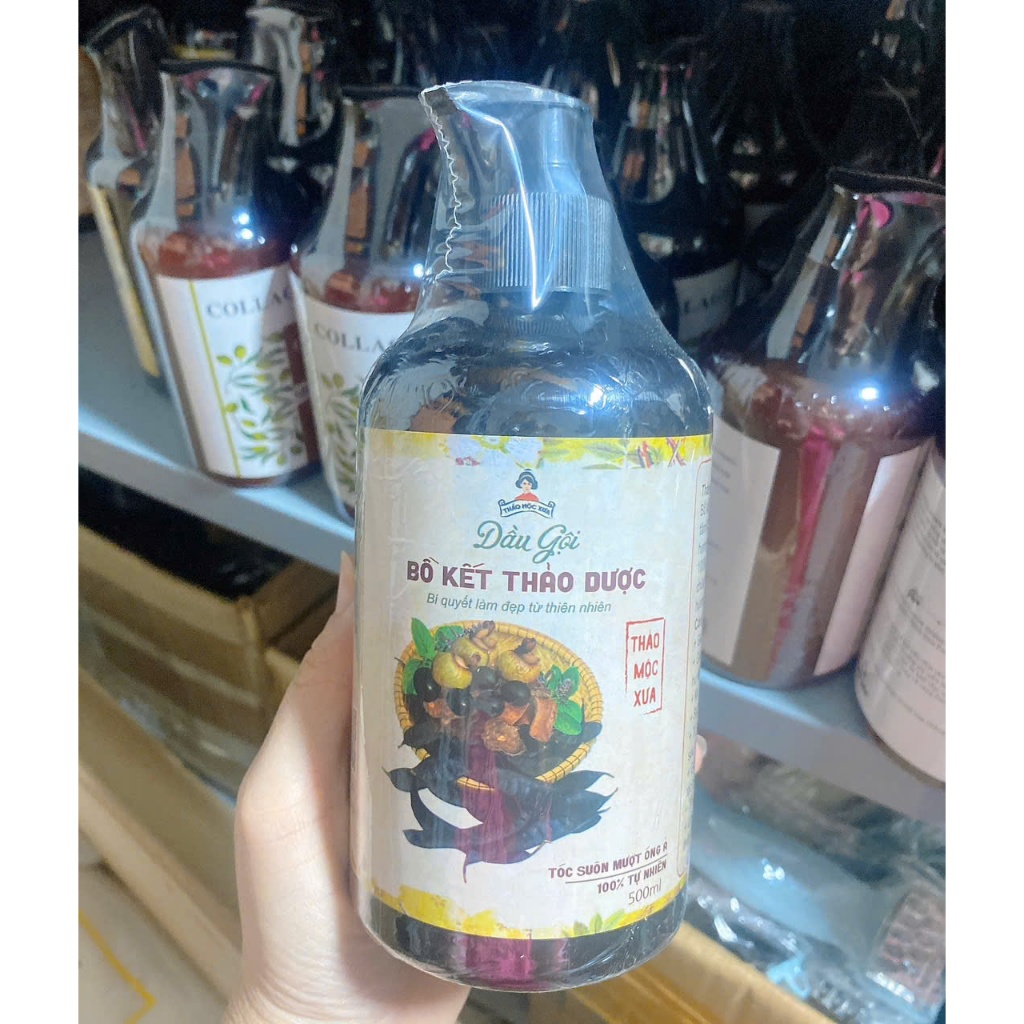 COLLA
COLLA
THẢO MỘC XƯA
Dầu Gội
BỒ KẾT THẢO DƯỢC
Bí quyết làm đẹp từ thiên nhiên
THẢO
MỘC
XƯA
TÓC SUÔN MƯỢT ÓNG Ả
100% TỰ NHIÊN
500ml